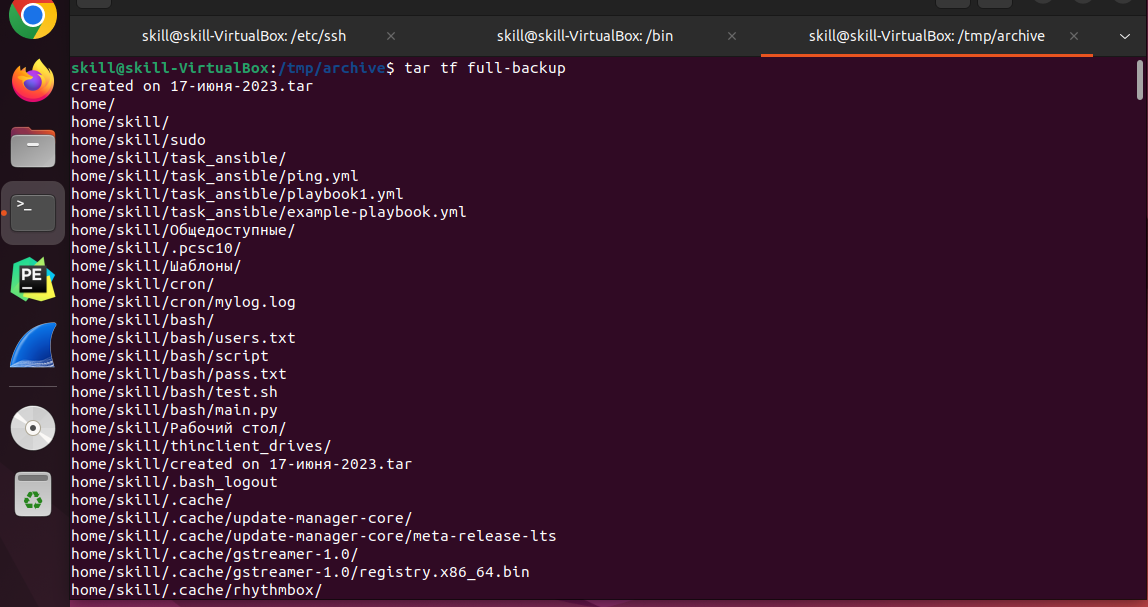 skill@skill-VirtualBox: /etc/ssh
skill@skill-VirtualBox: /bin
skill@skill-VirtualBox: /tmp/archive
skill@skill-VirtualBox:/tmp/archive$ tar tf full-backup
created on 17-июня-2023.tar
home/
home/skill/
home/skill/sudo
home/skill/task_ansible/
home/skill/task_ansible/ping.yml
home/skill/task_ansible/playbook1.yml
home/skill/task_ansible/example-playbook.yml
home/skill/Общедоступные/
home/skill/.pcsc10/
home/skill/Шаблоны/
home/skill/cron/
home/skill/cron/mylog.log
home/skill/bash/
home/skill/bash/users.txt
home/skill/bash/script
home/skill/bash/pass.txt
home/skill/bash/test.sh
home/skill/bash/main.py
home/skill/Рабочий стол/
home/skill/thinclient_drives/
home/skill/created on 17-июня-2023.tar
home/skill/.bash_logout
home/skill/.cache/
home/skill/.cache/update-manager-core/
home/skill/.cache/update-manager-core/meta-release-lts
home/skill/.cache/gstreamer-1.0/
home/skill/.cache/gstreamer-1.0/registry.x86_64.bin
home/skill/.cache/rhythmbox/
>_
PE